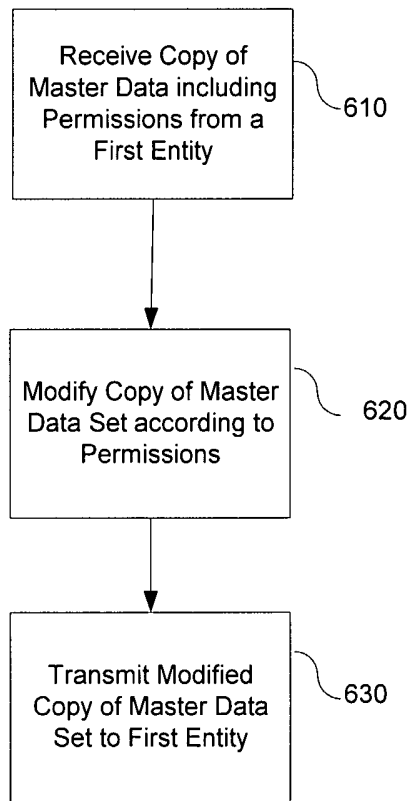 Receive Copy of
Master Data including
Permissions from a
First Entity
610
Modify Copy of Master
Data Set according to
Permissions
620
Transmit Modified
Copy of Master Data
Set to First Entity
630